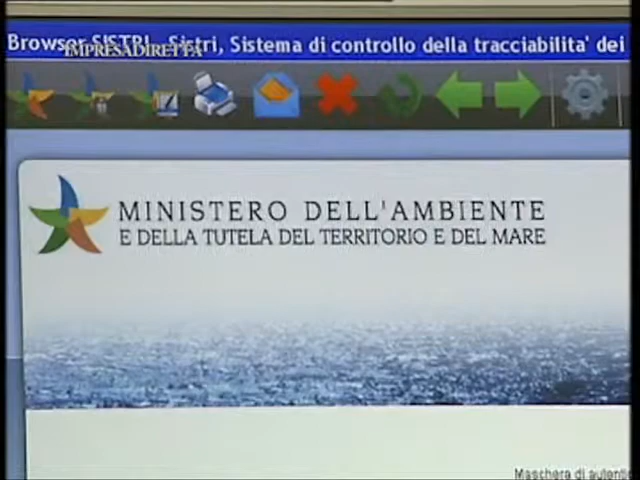 Browser SISTRI - Sistri, Sistema di controllo della tracciabilita' dei
IMPRESADIRETTA
MINISTERO DELL'AMBIENTE
E DELLA TUTELA DEL TERRITORIO E DEL MARE
Maschera di